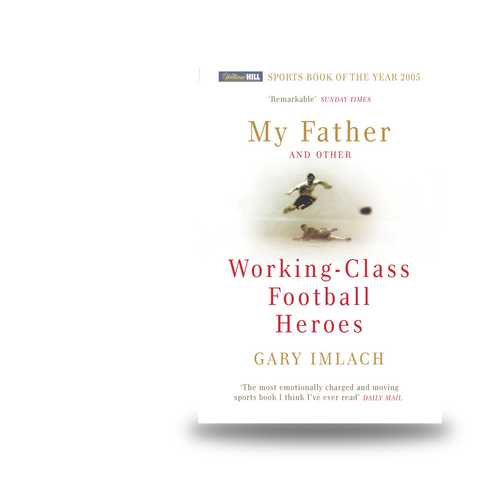 William HILL SPORTS BOOK OF THE YEAR 2005
‘Remarkable’ SUNDAY TIMES
My Father
AND OTHER
Working-Class
Football
Heroes
GARY IMLACH
‘The most emotionally charged and moving
sports book I think I’ve ever read’ DAILY MAIL